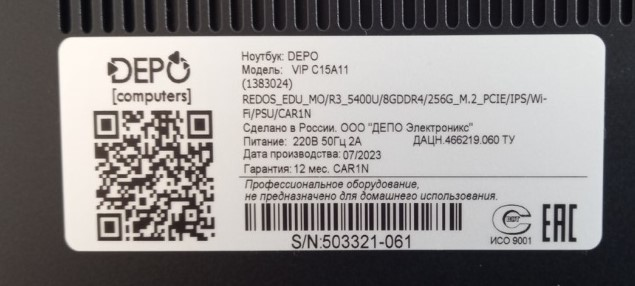 DEPO
[computers]
Ноутбук: DEPO
Модель: VIP C15A11
(1383024)
REDOS_EDU_MO/R3_5400U/8GDDR4/256G_M.2_PCIE/IPS/Wi-
Fi/PSU/CAR1N
Сделано в России. ООО "ДЕПО Электроникс"
Питание: 220В 50Гц 2А ДАЦН.466219.060 ТУ
Дата производства: 07/2023
Гарантия: 12 мес. CAR1N
Профессиональное оборудование,
не предназначено для домашнего использования.
S/N:503321-061
ИСО 9001
EAC